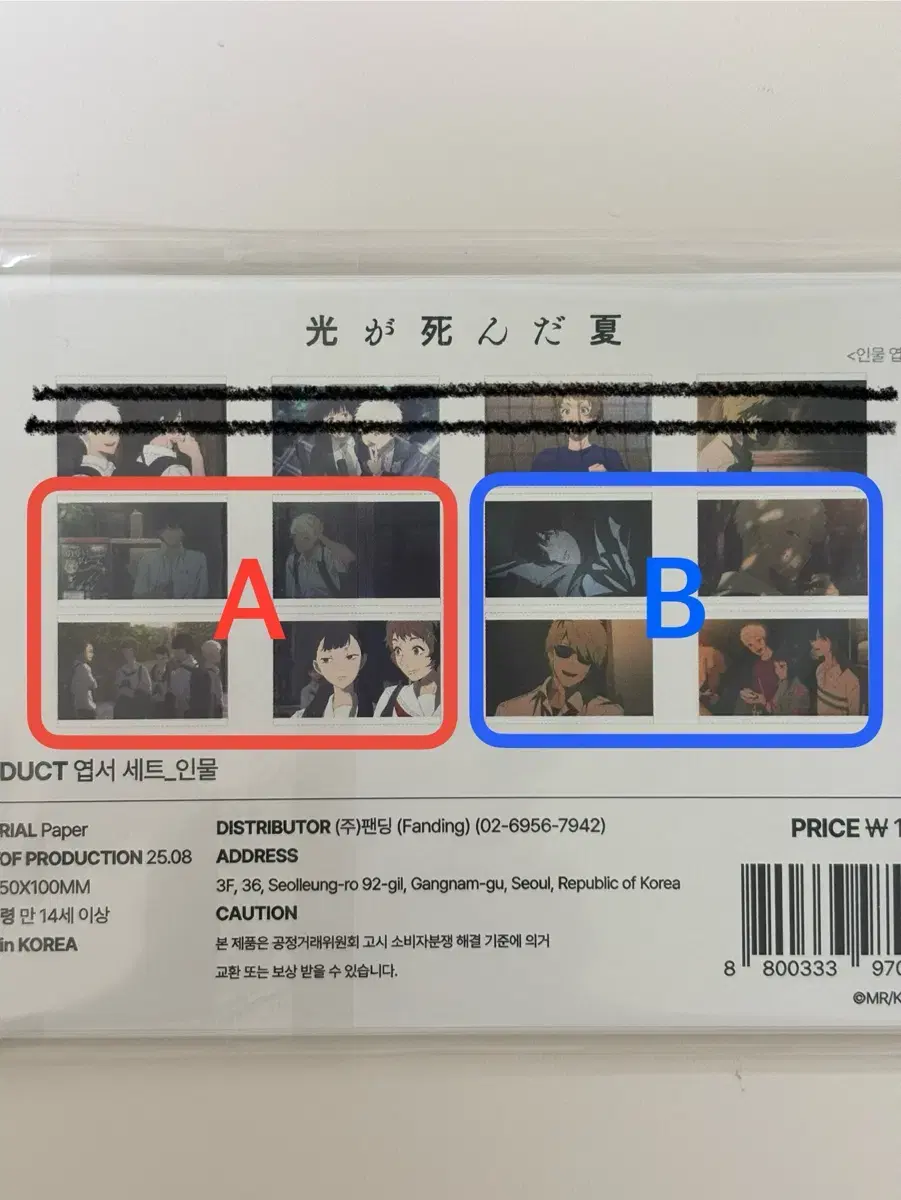 光が死んだ夏
<인물 엽
A
B
DUCT 엽서 세트_인물
RIAL Paper
OF PRODUCTION 25.08
50X100MM
령 만 14세 이상
in KOREA
DISTRIBUTOR (주)팬딩 (Fanding) (02-6956-7942)
ADDRESS
3F, 36, Seolleung-ro 92-gil, Gangnam-gu, Seoul, Republic of Korea
CAUTION
본 제품은 공정거래위원회 고시 소비자분쟁 해결 기준에 의거
교환 또는 보상 받을 수 있습니다.
PRICE ₩ 1
8 800333 970
©MR/K